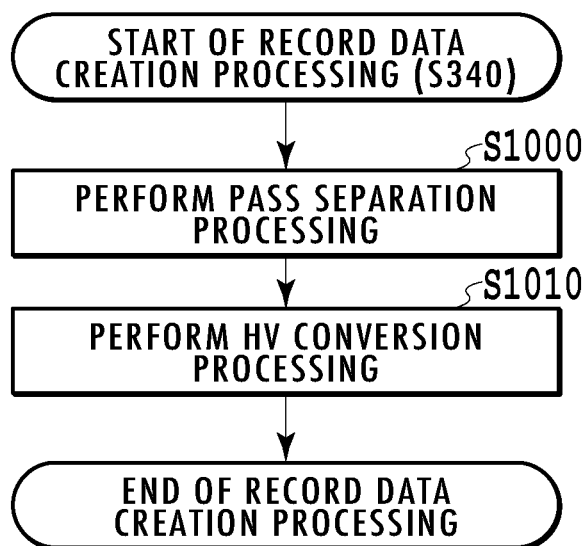 START OF RECORD DATA
CREATION PROCESSING (S340)
S1000
PERFORM PASS SEPARATION
PROCESSING
S1010
PERFORM HV CONVERSION
PROCESSING
END OF RECORD DATA
CREATION PROCESSING